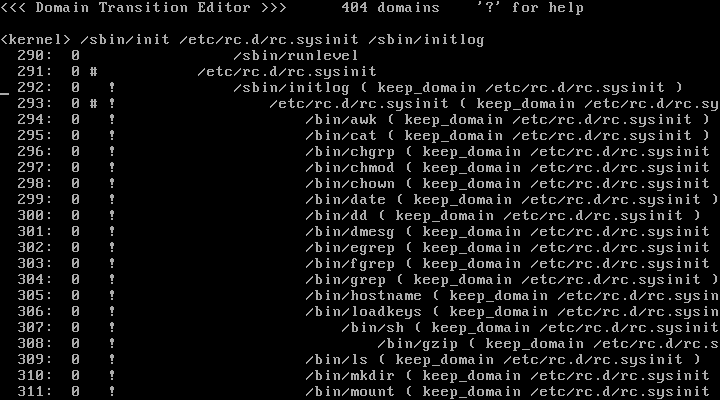 <<< Domain Transition Editor >>>      404 domains    '?' for help
<kernel> /sbin/init /etc/rc.d/rc.sysinit /sbin/initlog
290:  0                 /sbin/runlevel
291:  0 #           /etc/rc.d/rc.sysinit
292:  0   !             /sbin/initlog ( keep_domain /etc/rc.d/rc.sysinit )
293:  0 # !                 /etc/rc.d/rc.sysinit ( keep_domain /etc/rc.d/rc.sy
294:  0   !                     /bin/awk ( keep_domain /etc/rc.d/rc.sysinit )
295:  0   !                     /bin/cat ( keep_domain /etc/rc.d/rc.sysinit )
296:  0   !                     /bin/chgrp ( keep_domain /etc/rc.d/rc.sysinit
297:  0   !                     /bin/chmod ( keep_domain /etc/rc.d/rc.sysinit
298:  0   !                     /bin/chown ( keep_domain /etc/rc.d/rc.sysinit
299:  0   !                     /bin/date ( keep_domain /etc/rc.d/rc.sysinit )
300:  0   !                     /bin/dd ( keep_domain /etc/rc.d/rc.sysinit )
301:  0   !                     /bin/dmesg ( keep_domain /etc/rc.d/rc.sysinit
302:  0   !                     /bin/egrep ( keep_domain /etc/rc.d/rc.sysinit
303:  0   !                     /bin/fgrep ( keep_domain /etc/rc.d/rc.sysinit
304:  0   !                     /bin/grep ( keep_domain /etc/rc.d/rc.sysinit )
305:  0   !                     /bin/hostname ( keep_domain /etc/rc.d/rc.sysin
306:  0   !                     /bin/loadkeys ( keep_domain /etc/rc.d/rc.sysin
307:  0   !                         /bin/sh ( keep_domain /etc/rc.d/rc.sysinit
308:  0   !                             /bin/gzip ( keep_domain /etc/rc.d/rc.s
309:  0   !                     /bin/ls ( keep_domain /etc/rc.d/rc.sysinit )
310:  0   !                     /bin/mkdir ( keep_domain /etc/rc.d/rc.sysinit
311:  0   !                     /bin/mount ( keep_domain /etc/rc.d/rc.sysinit